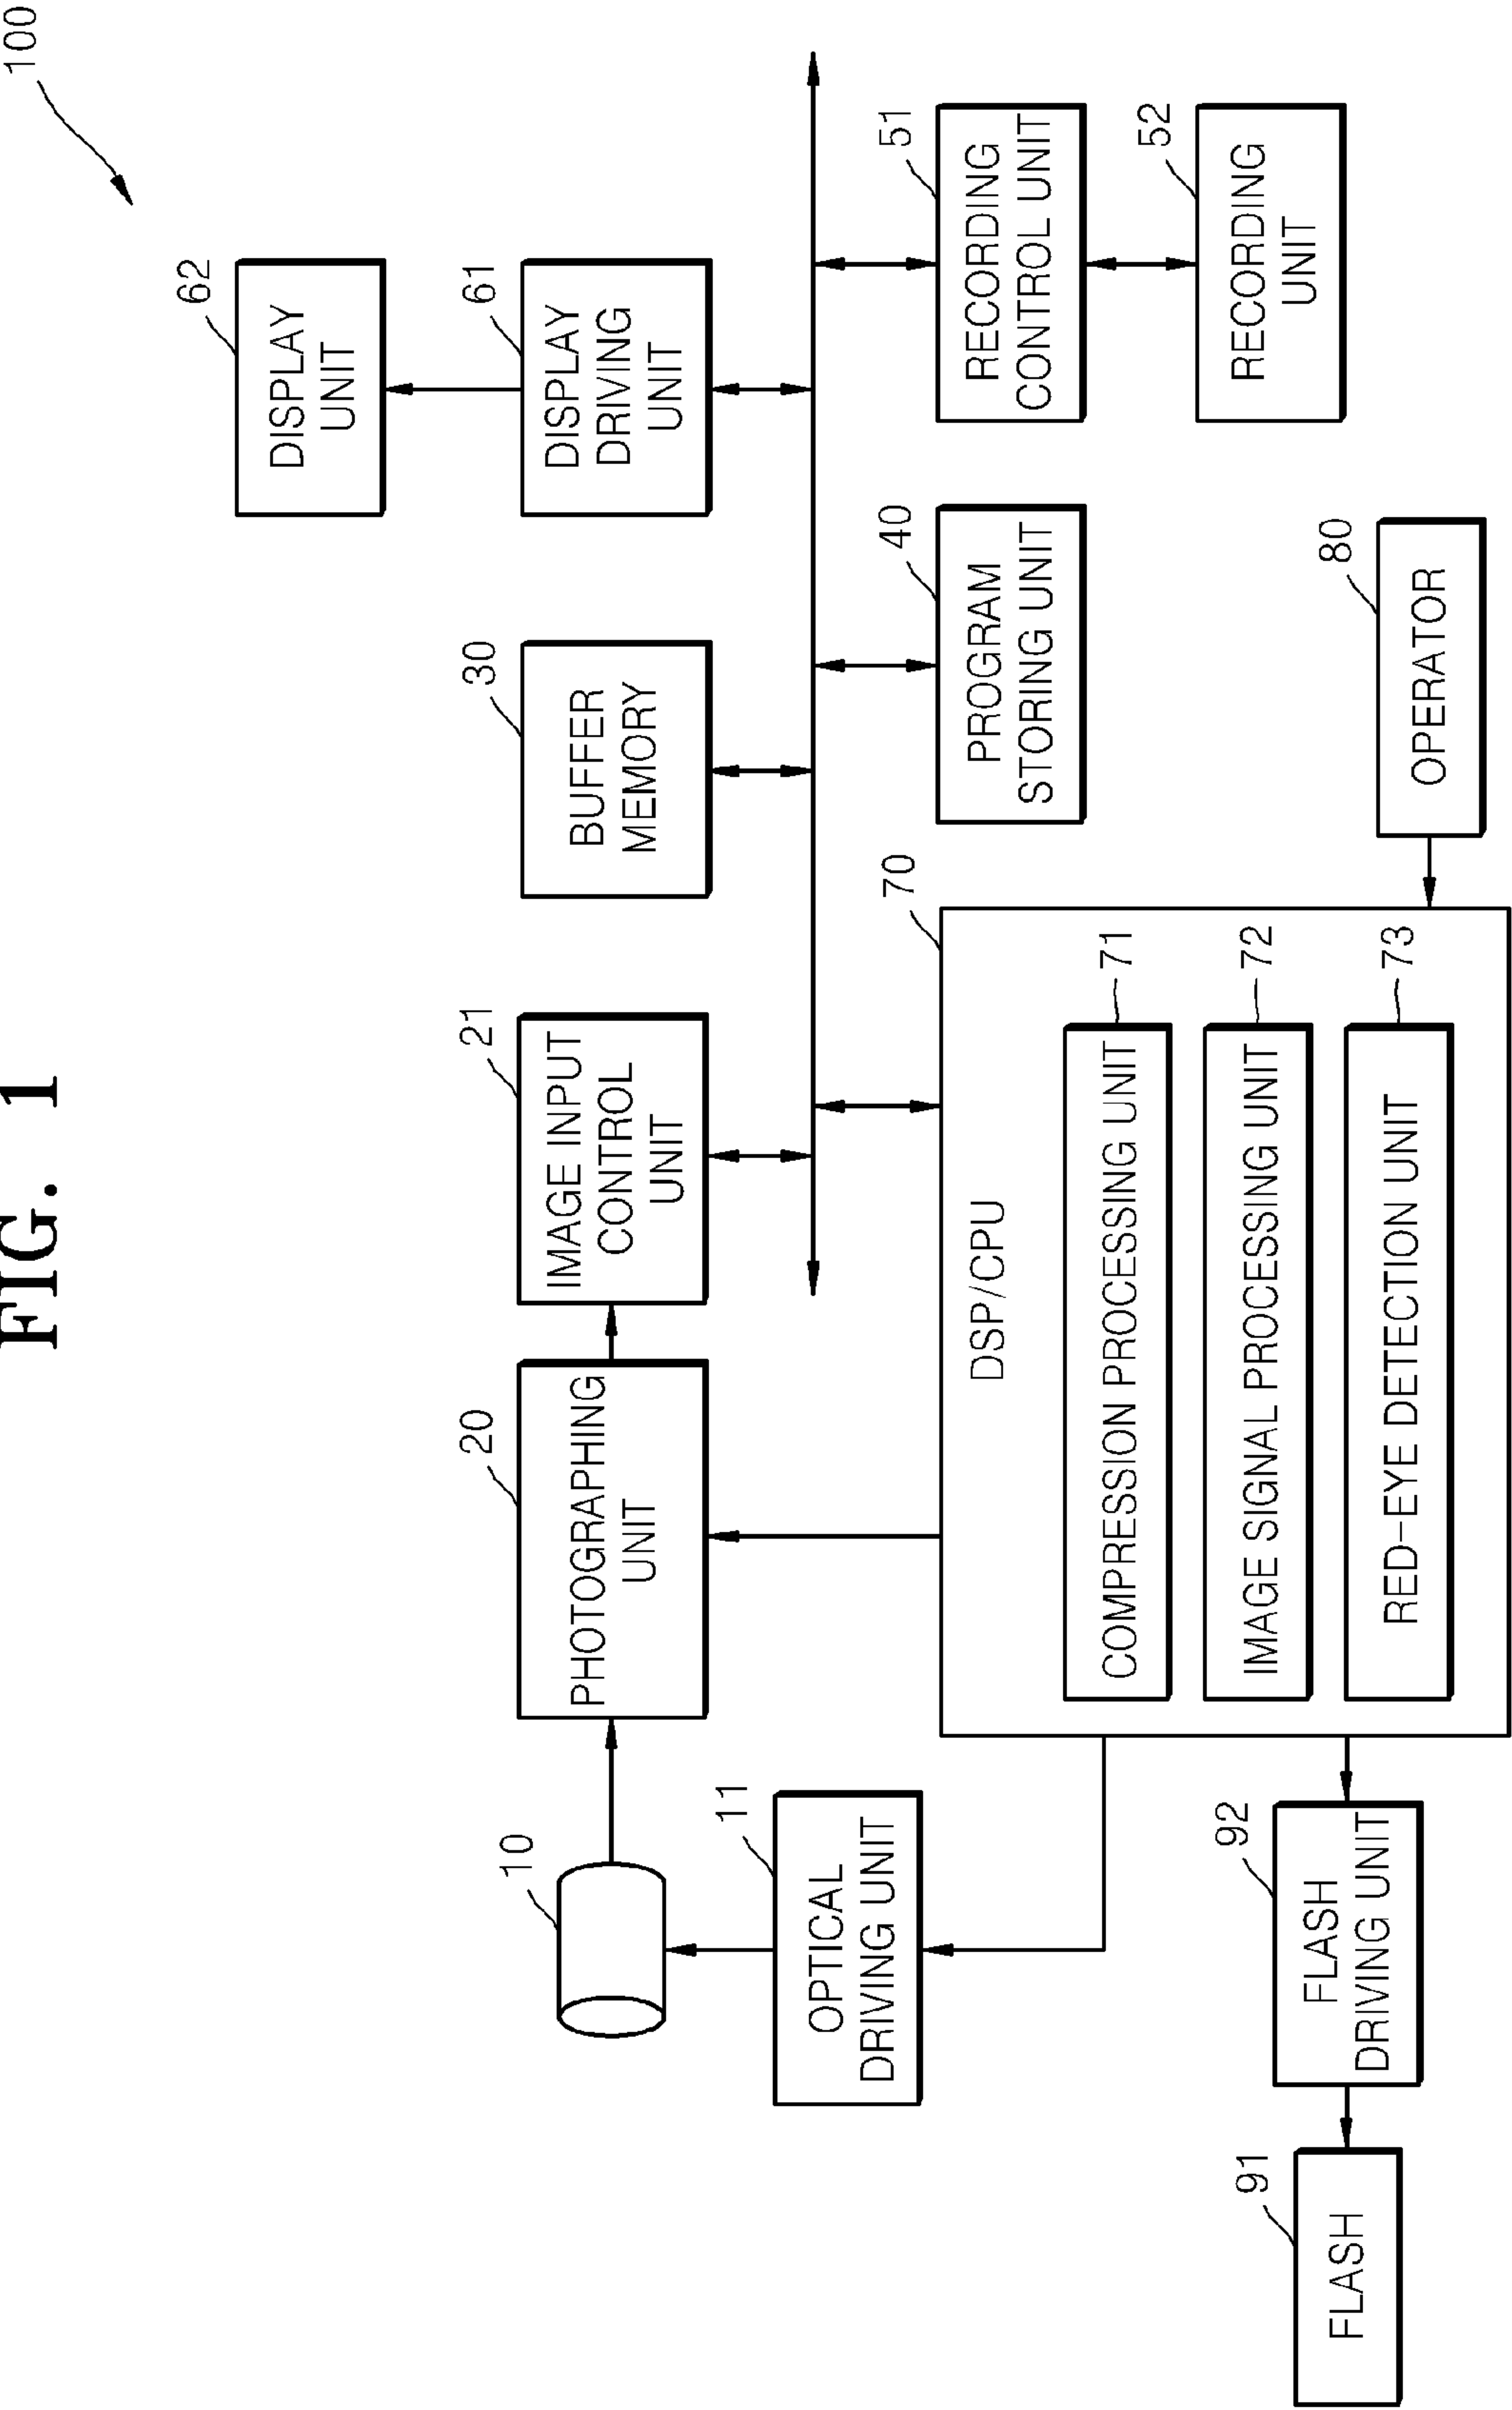 FIG. 1
100
62
DISPLAY
UNIT
61
DISPLAY
DRIVING
UNIT
30
BUFFER
MEMORY
21
IMAGE INPUT
CONTROL
UNIT
20
PHOTOGRAPHING
UNIT
10
11
OPTICAL
DRIVING UNIT
51
RECORDING
CONTROL UNIT
52
RECORDING
UNIT
40
PROGRAM
STORING UNIT
80
OPERATOR
70
DSP/CPU
71
COMPRESSION PROCESSING UNIT
72
IMAGE SIGNAL PROCESSING UNIT
73
RED-EYE DETECTION UNIT
92
FLASH
DRIVING UNIT
91
FLASH